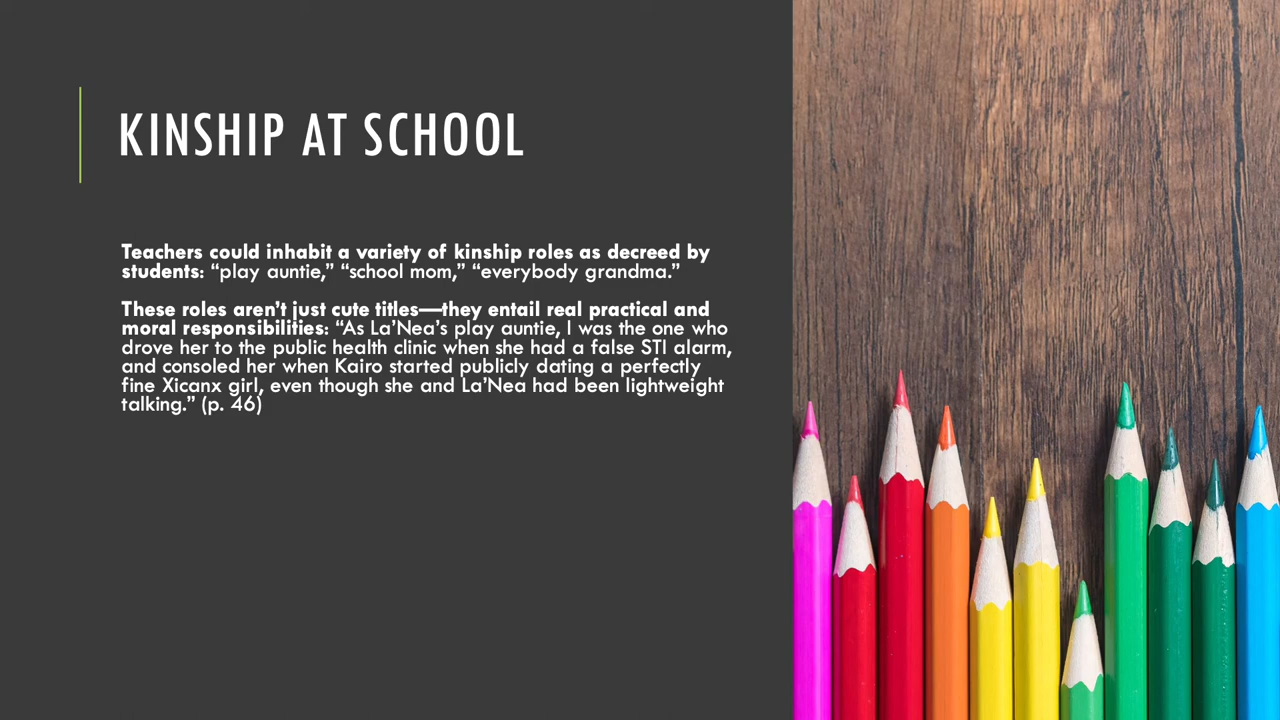 KINSHIP AT SCHOOL
Teachers could inhabit a variety of kinship roles as decreed by
students: “play auntie,” “school mom,” “everybody grandma.”
These roles aren’t just cute titles—they entail real practical and
moral responsibilities: “As La’Nea’s play auntie, I was the one who
drove her to the public health clinic when she had a false STI alarm,
and consoled her when Kairo started publicly dating a perfectly
fine Xicanx girl, even though she and La’Nea had been lightweight
talking.” (p. 46)